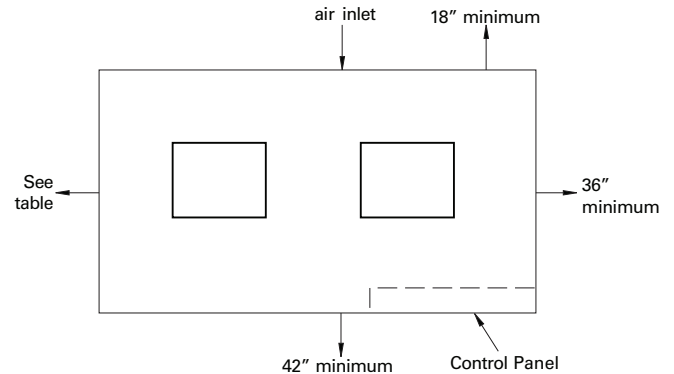 air inlet
18″ minimum
See
table
36″
minimum
42″ minimum
Control Panel